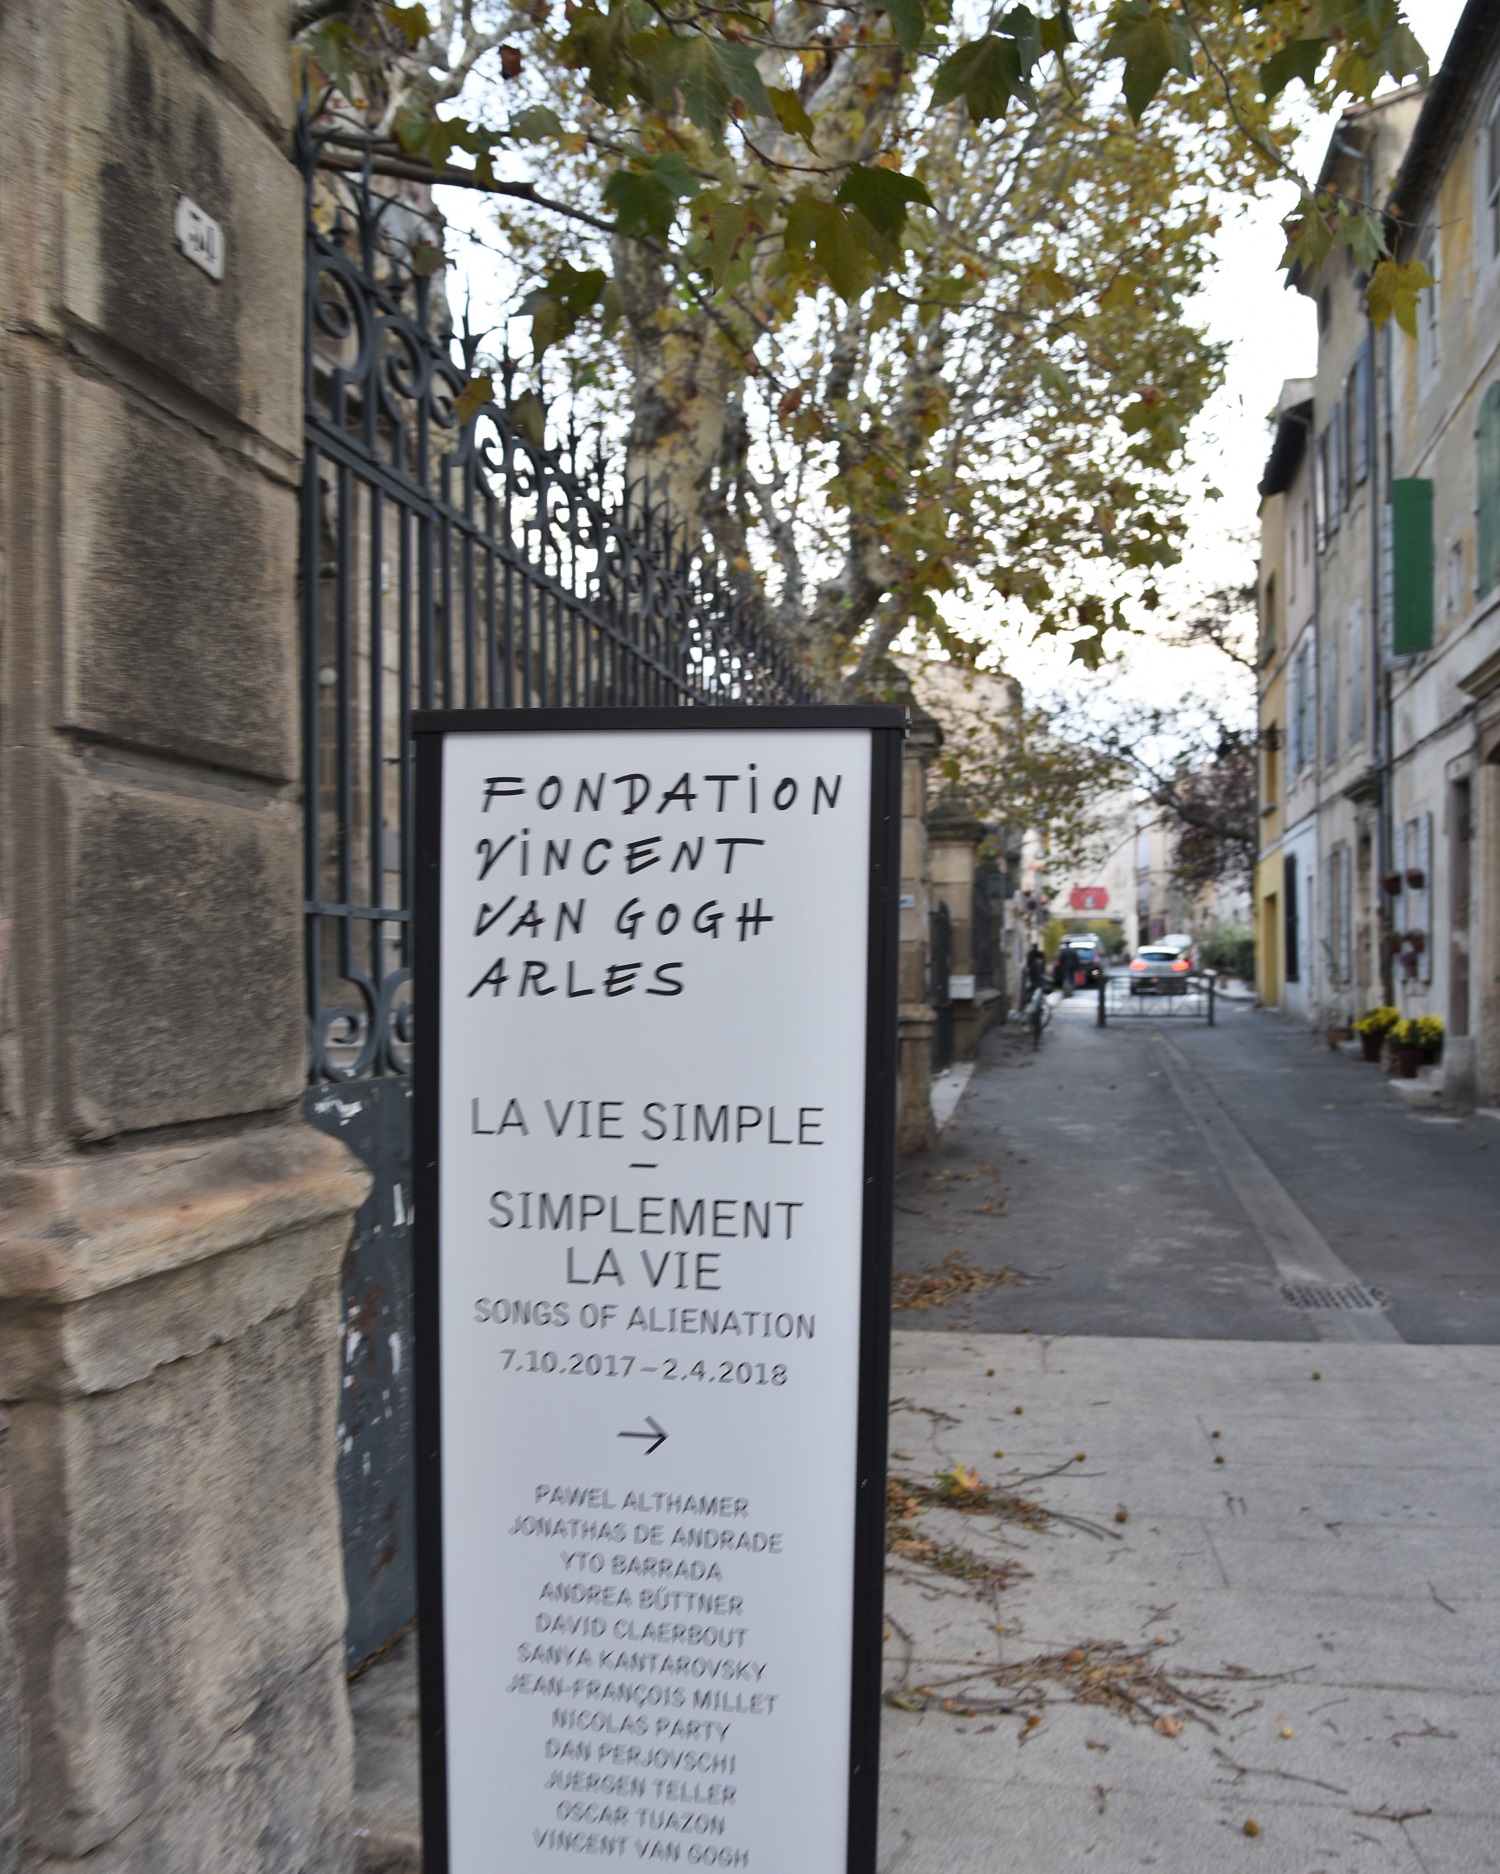 FONDATION
VINCENT
VAN GOGH
ARLES
LA VIE SIMPLE
–
SIMPLEMENT
LA VIE
SONGS OF ALIENATION
7.10.2017–2.4.2018
→
PAWEL ALTHAMER
JONATHAS DE ANDRADE
YTO BARRADA
ANDREA BÜTTNER
DAVID CLAERBOUT
SANYA KANTAROVSKY
JEAN-FRANÇOIS MILLET
NICOLAS PARTY
DAN PERJOVSCHI
JUERGEN TELLER
OSCAR TUAZON
VINCENT VAN GOGH